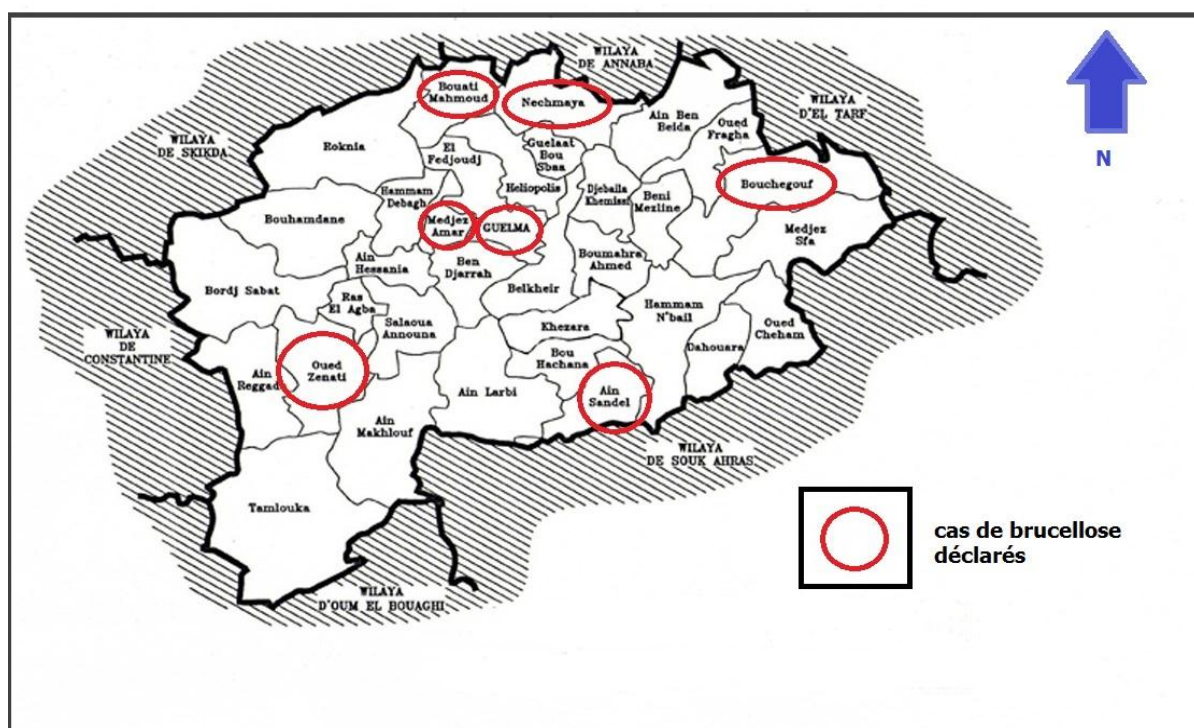 WILAYA
DE ANNABA
Bouati
Mahmoud
Nechmaya
WILAYA
D'EL TARF
N
Ain Ben
Beida
Oued
Fragha
WILAYA
DE SKIKDA
Roknia
El
Fedjoudj
Guelaat
Bou
Sbaa
Hammam
Debagh
Heliopolis
Djebaila
Khemissi
Beni
Mezline
Bouchegouf
Bouhamdane
Medjez
Amar
GUELMA
Medjez
Sfa
Ain
Hessania
Ben
Djarrah
Boumahra
Ahmed
Bordj Sabat
Ras
El Agba
Belkheir
Hammam
N'bail
WILAYA
DE
CONSTANTINE
Salaoua
Announa
Khezara
Oued
Cheham
Dahouara
Ain
Reggad
Oued
Zenati
Bou
Hachana
Ain Larbi
Ain
Sandel
Ain
Makhlouf
WILAYA
DE SOUK AHRAS
Tamlouka
WILAYA
D'OUM EL BOUAGHI
cas de brucellose
déclarés